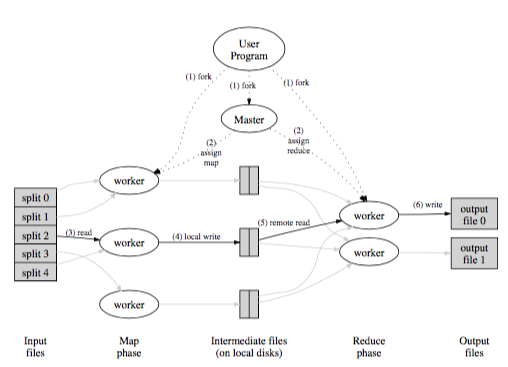 User
Program
(1) fork
(1) fork
(1) fork
Master
(2)
assign
map
(2)
assign
reduce
worker
split 0
split 1
split 2
split 3
split 4
(3) read
worker
(4) local write
worker
(5) remote read
worker
worker
(6) write
output
file 0
output
file 1
Input
files
Map
phase
Intermediate files
(on local disks)
Reduce
phase
Output
files